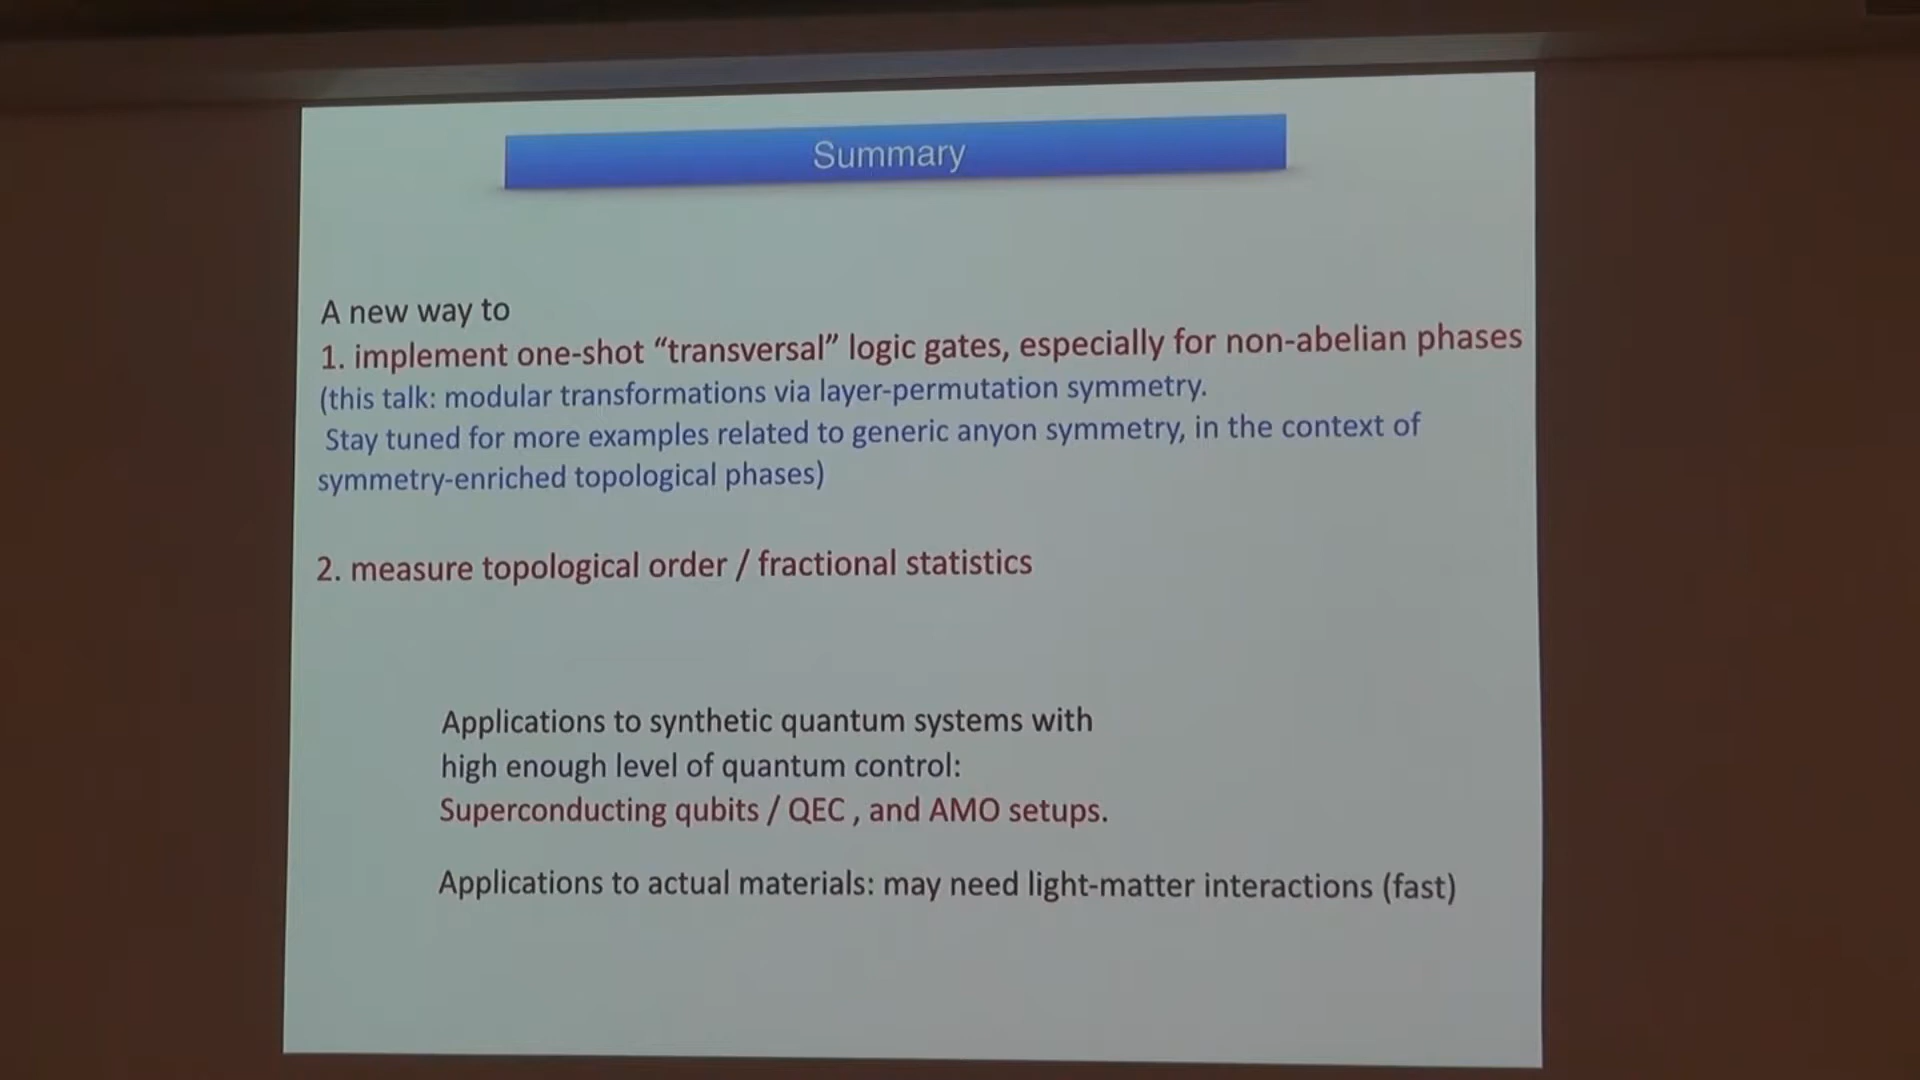 Summary
A new way to
1. implement one-shot “transversal” logic gates, especially for non-abelian phases
(this talk: modular transformations via layer-permutation symmetry.
Stay tuned for more examples related to generic anyon symmetry, in the context of
symmetry-enriched topological phases)
2. measure topological order / fractional statistics
Applications to synthetic quantum systems with
high enough level of quantum control:
Superconducting qubits / QEC , and AMO setups.
Applications to actual materials: may need light-matter interactions (fast)